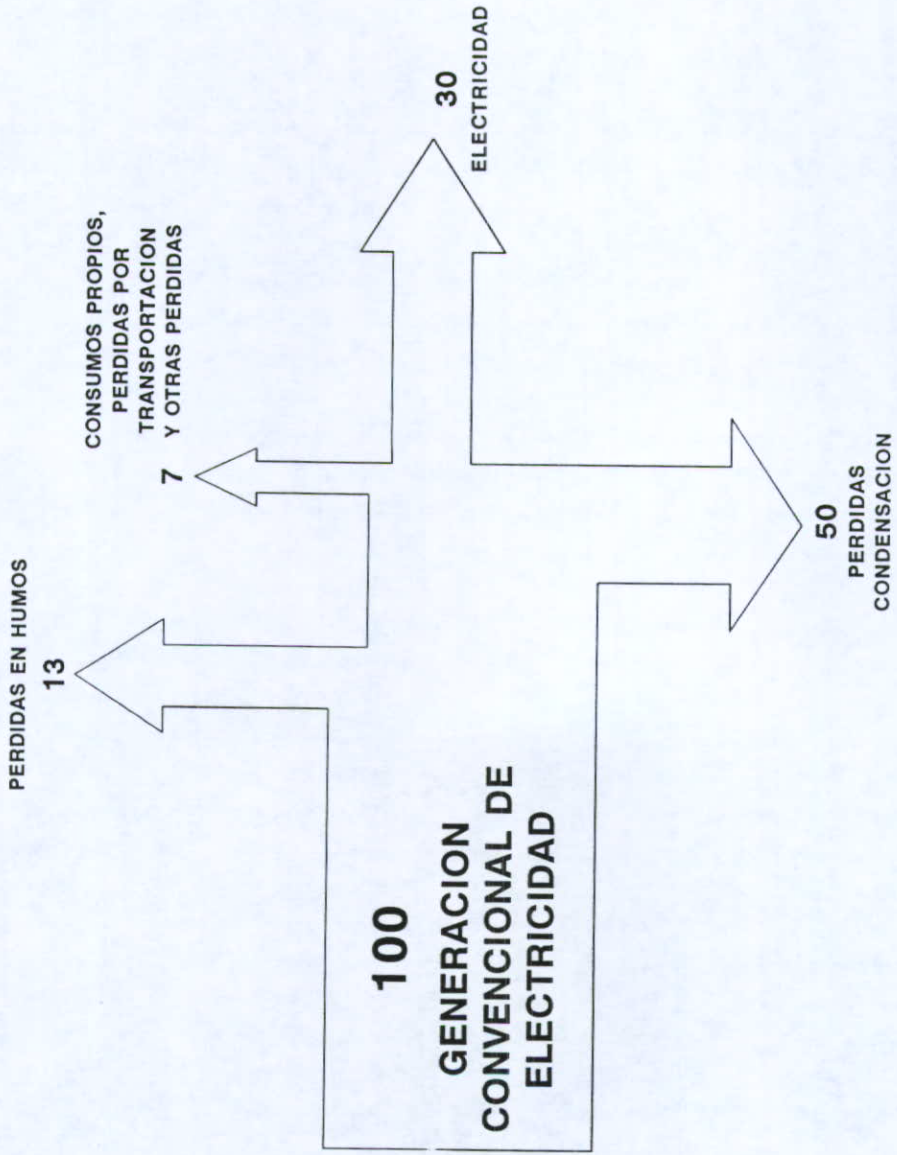 PERDIDAS EN HUMOS
13
CONSUMOS PROPIOS,
PERDIDAS POR
TRANSPORTACION
Y OTRAS PERDIDAS
7
30
ELECTRICIDAD
100
GENERACION
CONVENCIONAL DE
ELECTRICIDAD
50
PERDIDAS
CONDENSACION